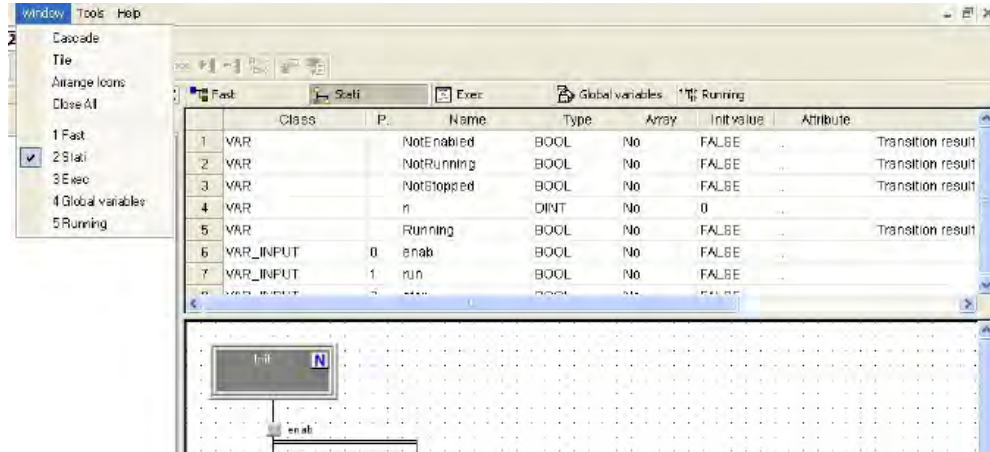 Window Tools Help
Cascade
Tile
Arrange Icons
Close All
1 Fast
2 Stati
3 Exec
4 Global variables
5 Running
Fast Stati Exec Global variables Running
Class P. Name Type Array Init value Attribute
1 VAR NotEnabled BOOL No FALSE .. Transition result
2 VAR NotRunning BOOL No FALSE .. Transition result
3 VAR NotStopped BOOL No FALSE .. Transition result
4 VAR n DINT No 0 ..
5 VAR Running BOOL No FALSE .. Transition result
6 VAR_INPUT 0 enab BOOL No FALSE ..
7 VAR_INPUT 1 run BOOL No FALSE ..
Init N
enab